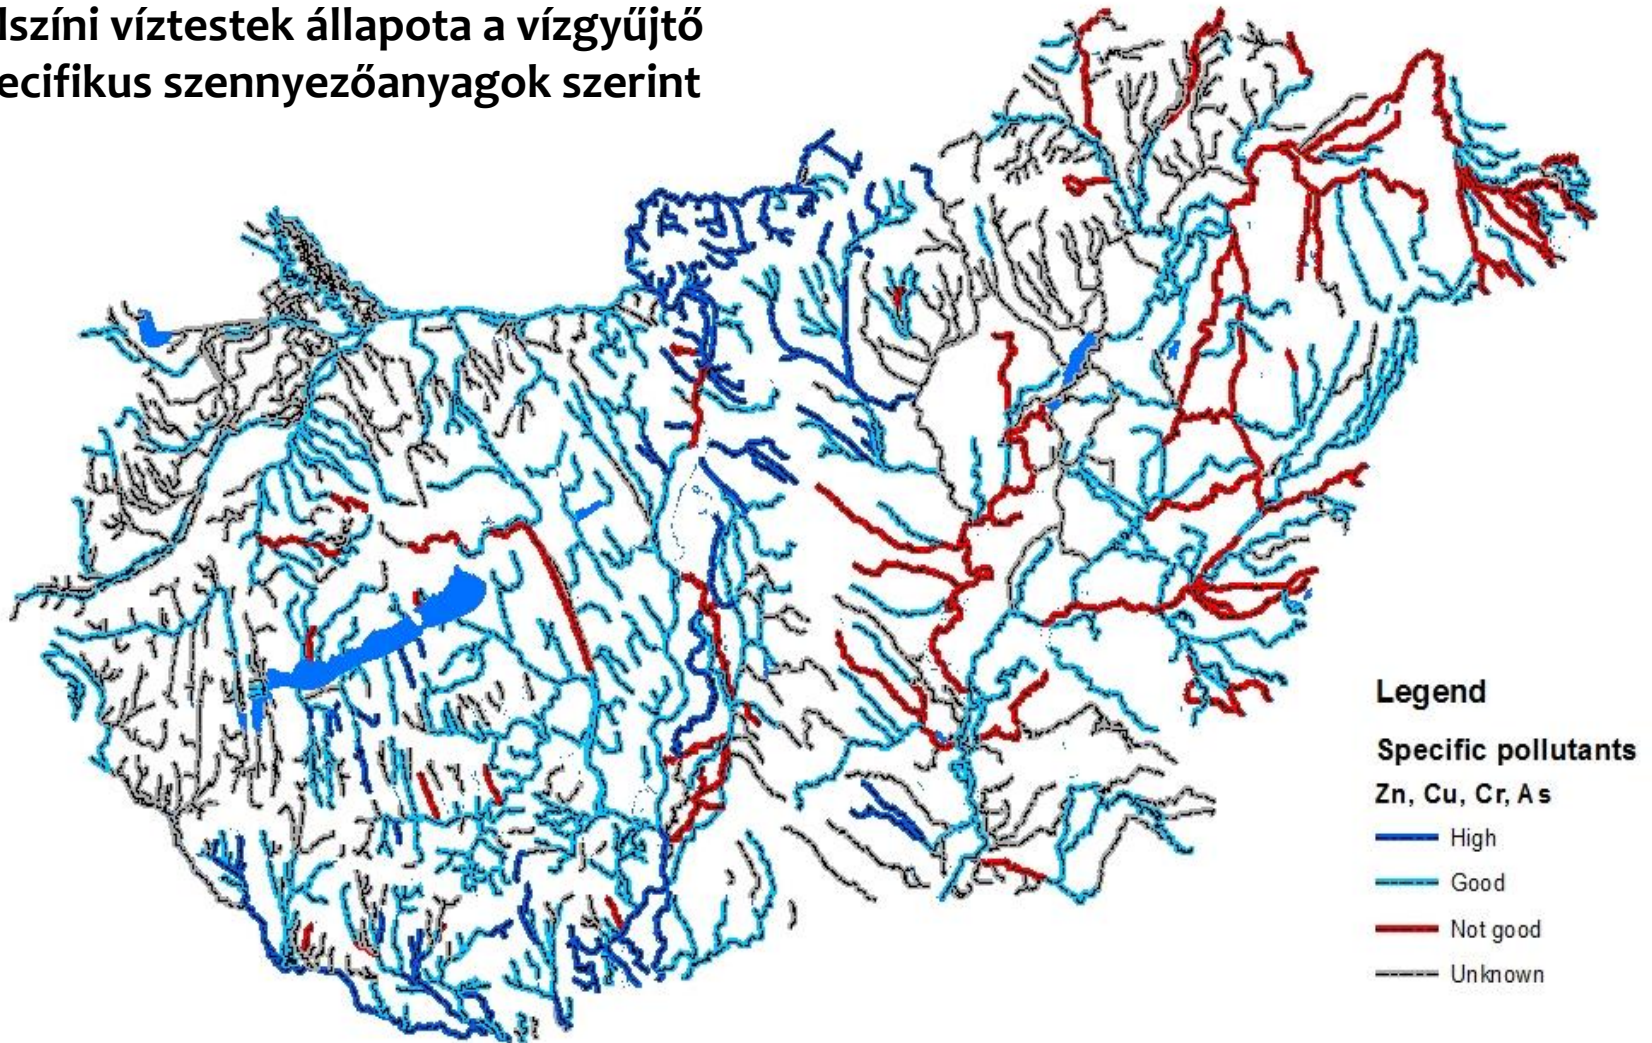 lszíni víztestek állapota a vízgyűjtő
ecifikus szennyezőanyagok szerint
Legend
Specific pollutants
Zn, Cu, Cr, As
High
Good
Not good
Unknown